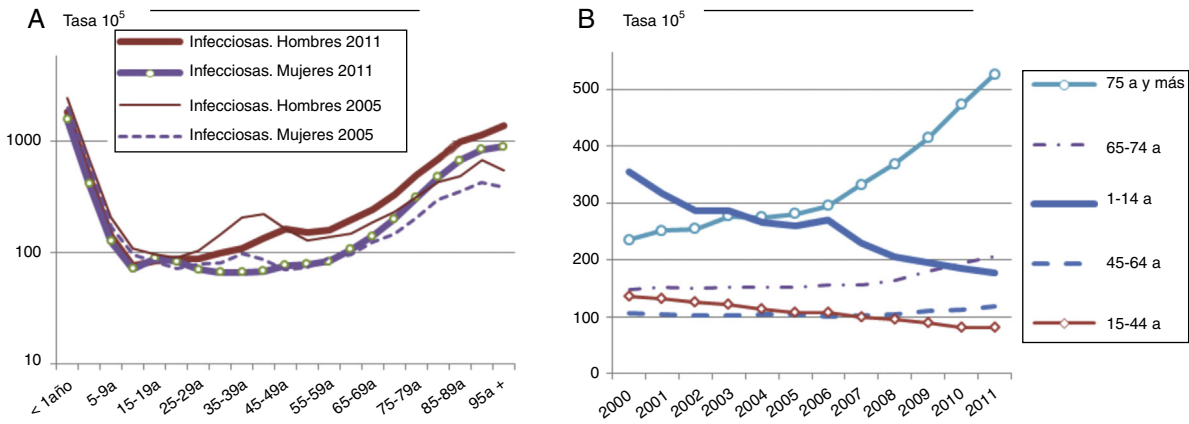 A
Tasa 10⁵
Infecciosas. Hombres 2011
Infecciosas. Mujeres 2011
Infecciosas. Hombres 2005
Infecciosas. Mujeres 2005
1000
100
10
< 1año
5-9a
15-19a
25-29a
35-39a
45-49a
55-59a
65-69a
75-79a
85-89a
95a +
B
Tasa 10⁵
500
400
300
200
100
0
2000
2001
2002
2003
2004
2005
2006
2007
2008
2009
2010
2011
75 a y más
65-74 a
1-14 a
45-64 a
15-44 a